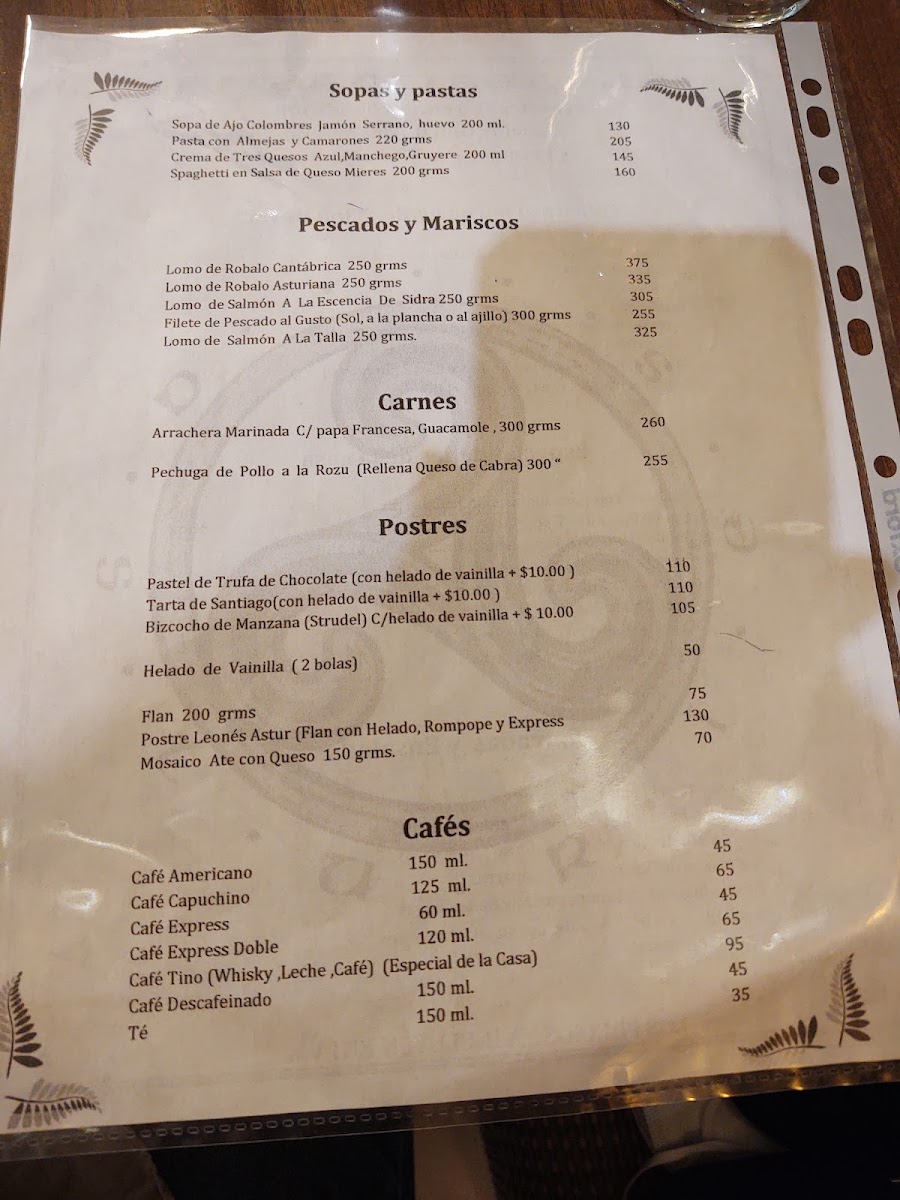 Sopas y pastas
Sopa de Ajo Colombres Jamón Serrano, huevo 200 ml. 130
Pasta con Almejas y Camarones 220 grms 205
Crema de Tres Quesos Azul,Manchego,Gruyere 200 ml 145
Spaghetti en Salsa de Queso Mieres 200 grms 160
Pescados y Mariscos
Lomo de Robalo Cantábrica 250 grms 375
Lomo de Robalo Asturiana 250 grms 335
Lomo de Salmón A La Escencia De Sidra 250 grms 305
Filete de Pescado al Gusto (Sol, a la plancha o al ajillo) 300 grms 255
Lomo de Salmón A La Talla 250 grms. 325
Carnes
Arrachera Marinada C/ papa Francesa, Guacamole , 300 grms 260
Pechuga de Pollo a la Rozu (Rellena Queso de Cabra) 300 “ 255
Postres
Pastel de Trufa de Chocolate (con helado de vainilla + $10.00 ) 110
Tarta de Santiago(con helado de vainilla + $10.00 ) 110
Bizcocho de Manzana (Strudel) C/helado de vainilla + $ 10.00 105
Helado de Vainilla ( 2 bolas) 50
Flan 200 grms 75
Postre Leonés Astur (Flan con Helado, Rompope y Express 130
Mosaico Ate con Queso 150 grms. 70
Cafés
Café Americano 150 ml. 45
Café Capuchino 125 ml. 65
Café Express 60 ml. 45
Café Express Doble 120 ml. 65
Café Tino (Whisky ,Leche ,Café) (Especial de la Casa) 95
Café Descafeinado 150 ml. 45
Té 150 ml. 35